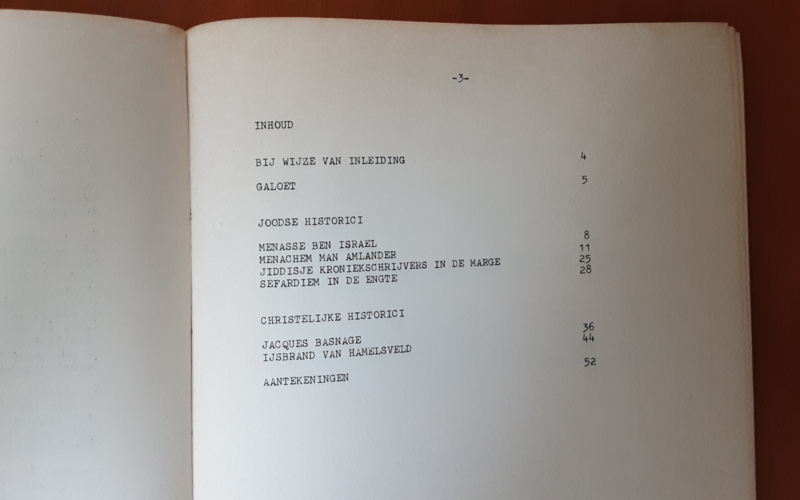 -3-
INHOUD
BIJ WIJZE VAN INLEIDING 4
GALOET 5
JOODSE HISTORICI
MENASSE BEN ISRAEL 8
MENACHEM MAN AMLANDER 11
JIDDISJE KRONIEKSCHRIJVERS IN DE MARGE 25
SEFARDIEM IN DE ENGTE 28
CHRISTELIJKE HISTORICI
JACQUES BASNAGE 36
IJSBRAND VAN HAMELSVELD 44
AANTEKENINGEN 52